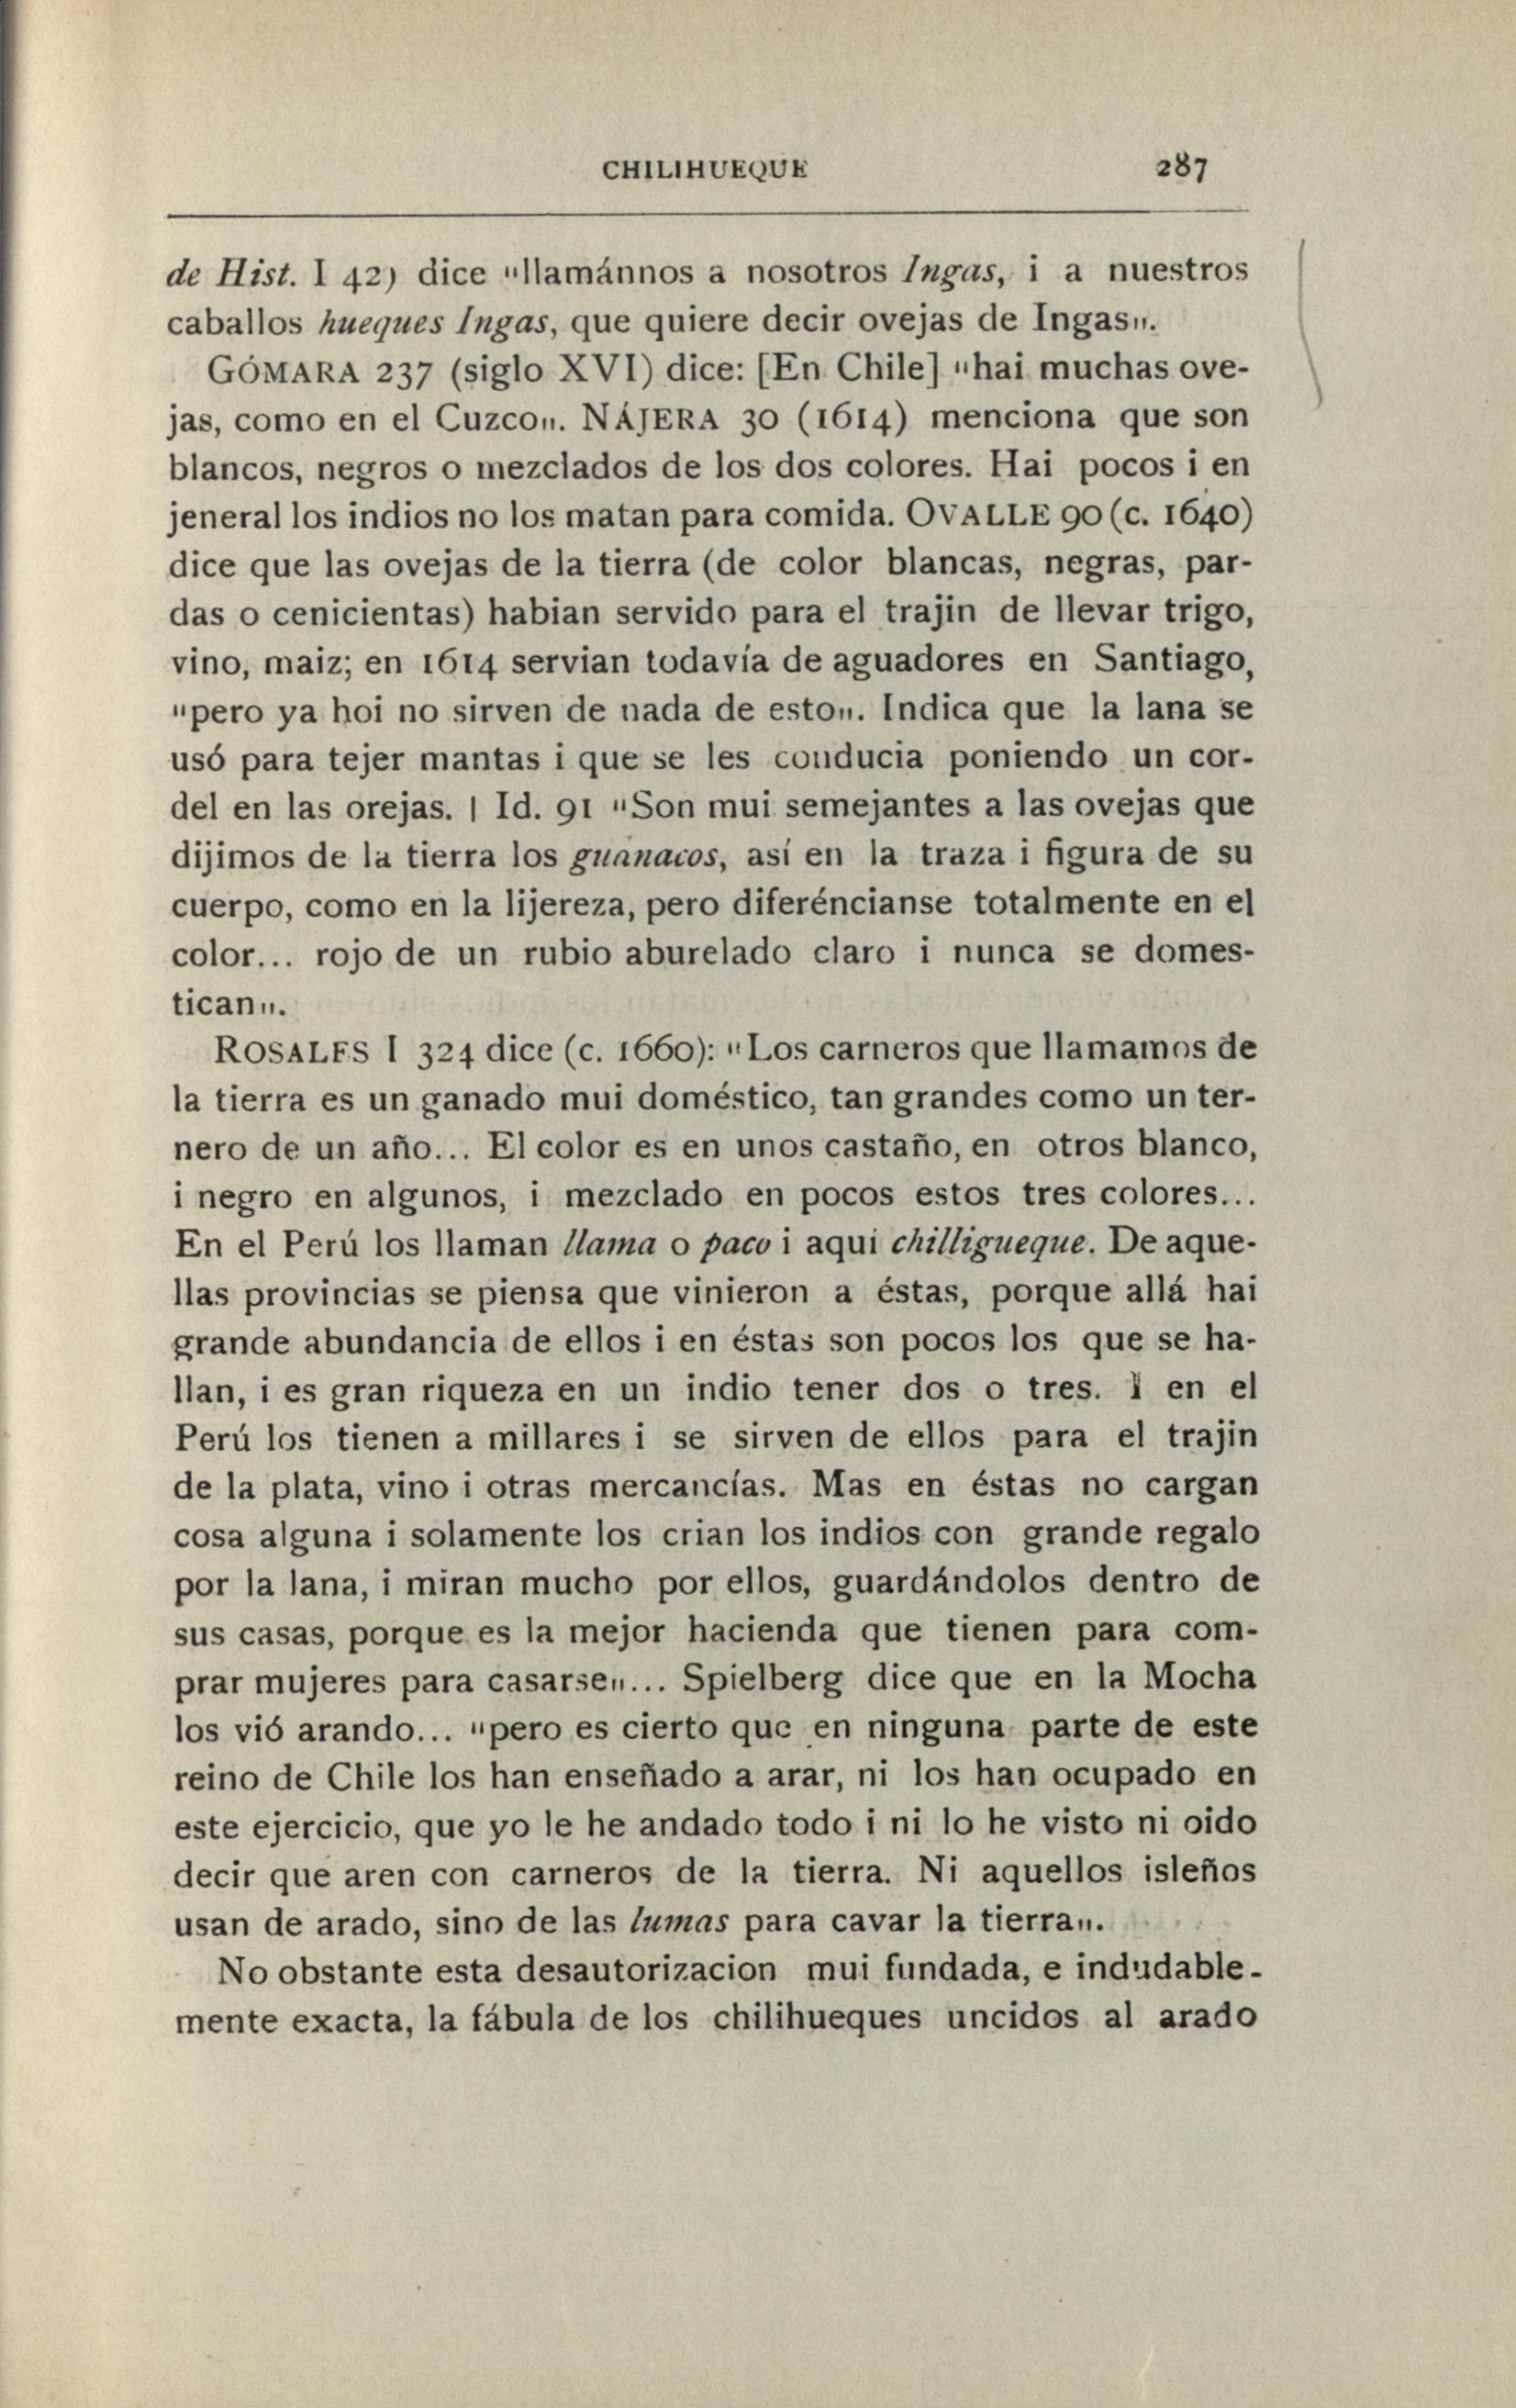 CHILIHUEQUE 287
de Hist. I 42) dice "llamánnos a nosotros Ingas, i a nuestros
caballos hueques Ingas, que quiere decir ovejas de Ingas".
GÓMARA 237 (siglo XVI) dice: [En Chile] "hai muchas ove-
jas, como en el Cuzco". NÁJERA 30 (1614) menciona que son
blancos, negros o mezclados de los dos colores. Hai pocos i en
jeneral los indios no los matan para comida. OVALLE 90 (c. 1640)
dice que las ovejas de la tierra (de color blancas, negras, par-
das o cenicientas) habian servido para el trajin de llevar trigo,
vino, maiz; en 1614 servian todavía de aguadores en Santiago,
"pero ya hoi no sirven de nada de esto". Indica que la lana se
usó para tejer mantas i que se les conducia poniendo un cor-
del en las orejas. | Id. 91 "Son mui semejantes a las ovejas que
dijimos de la tierra los guanacos, así en la traza i figura de su
cuerpo, como en la lijereza, pero diferéncianse totalmente en el
color... rojo de un rubio aburelado claro i nunca se domes-
tican".
ROSALES I 324 dice (c. 1660): "Los carneros que llamamos de
la tierra es un ganado mui doméstico, tan grandes como un ter-
nero de un año... El color es en unos castaño, en otros blanco,
i negro en algunos, i mezclado en pocos estos tres colores...
En el Perú los llaman llama o paco i aqui chilligueque. De aque-
llas provincias se piensa que vinieron a éstas, porque allá hai
grande abundancia de ellos i en éstas son pocos los que se ha-
llan, i es gran riqueza en un indio tener dos o tres. I en el
Perú los tienen a millares i se sirven de ellos para el trajin
de la plata, vino i otras mercancías. Mas en éstas no cargan
cosa alguna i solamente los crian los indios con grande regalo
por la lana, i miran mucho por ellos, guardándolos dentro de
sus casas, porque es la mejor hacienda que tienen para com-
prar mujeres para casarse"... Spielberg dice que en la Mocha
los vió arando... "pero es cierto que en ninguna parte de este
reino de Chile los han enseñado a arar, ni los han ocupado en
este ejercicio, que yo le he andado todo i ni lo he visto ni oido
decir que aren con carneros de la tierra. Ni aquellos isleños
usan de arado, sino de las lumas para cavar la tierra".
No obstante esta desautorizacion mui fundada, e indudable-
mente exacta, la fábula de los chilihueques uncidos al arado